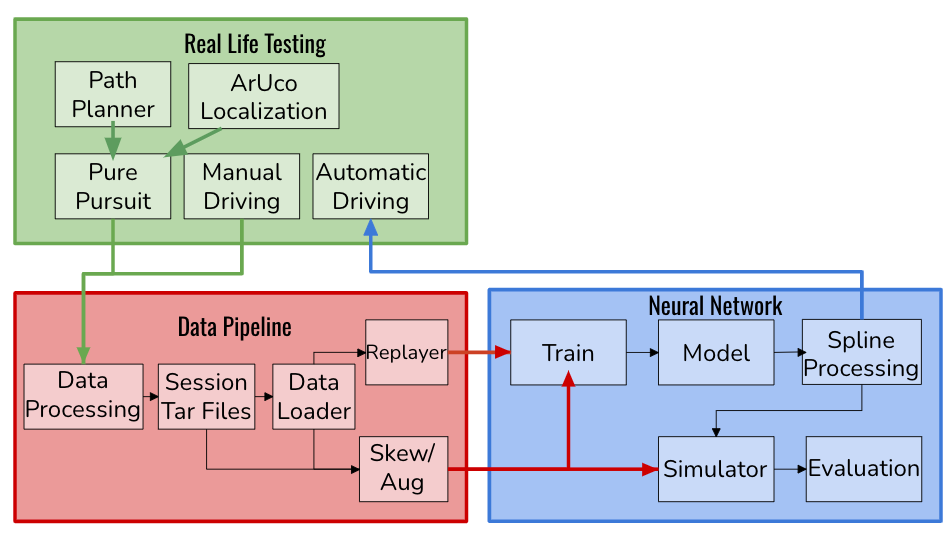 Real Life Testing
Path
Planner
ArUco
Localization
Pure
Pursuit
Manual
Driving
Automatic
Driving
Data Pipeline
Data
Processing
Session
Tar Files
Data
Loader
Replayer
Skew/
Aug
Neural Network
Train
Model
Spline
Processing
Simulator
Evaluation